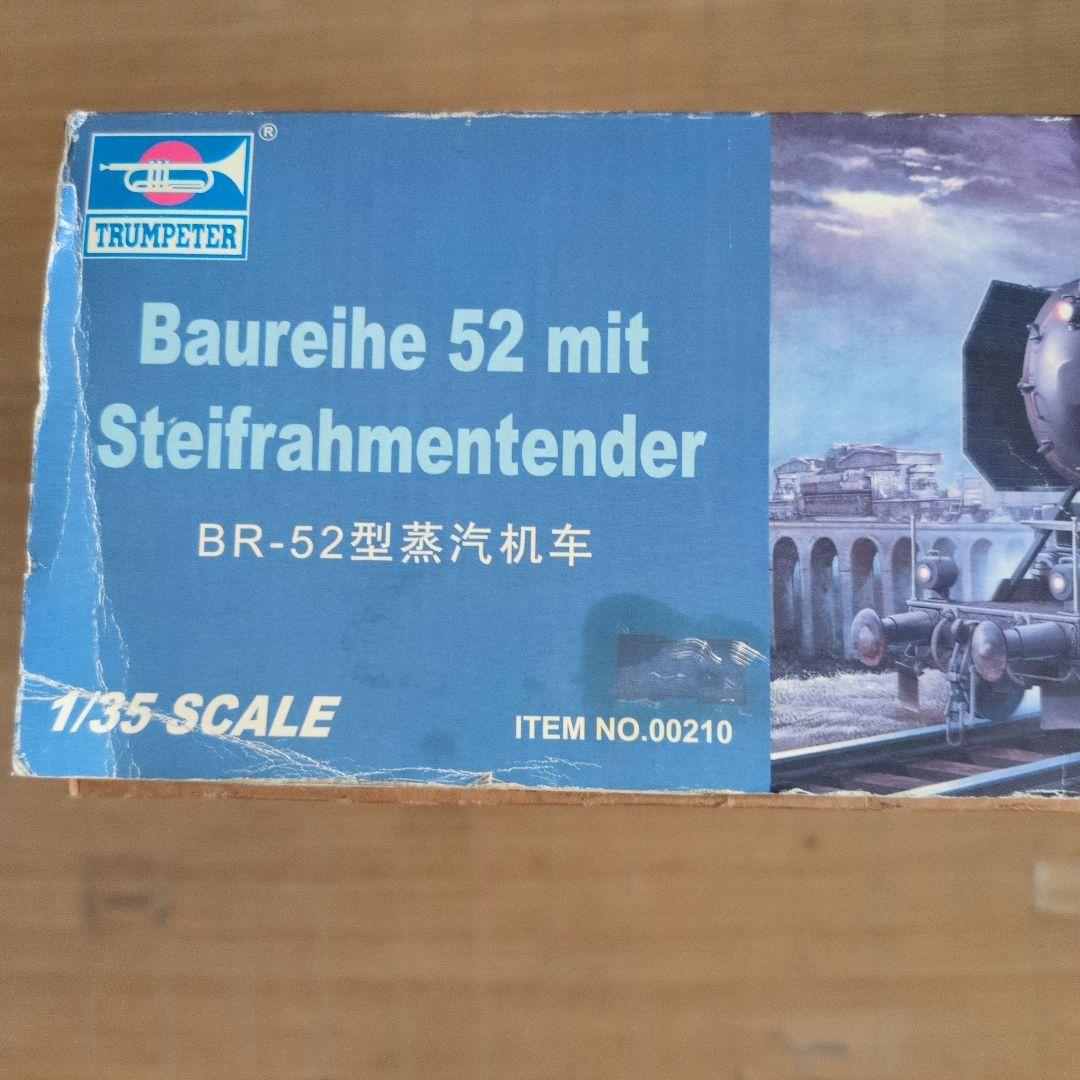 ®
TRUMPETER
Baureihe 52 mit
Steifrahmentender
BR-52型蒸汽机车
1/35 SCALE
ITEM NO.00210